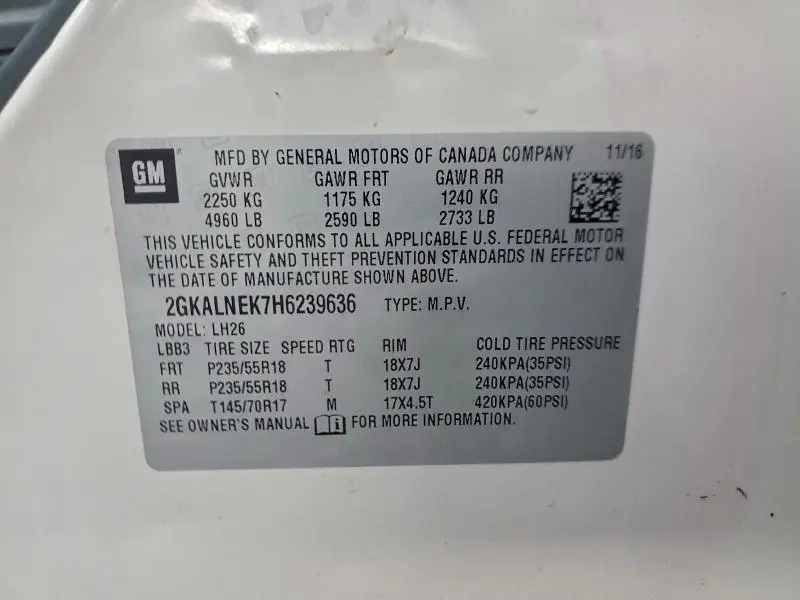 GM MFD BY GENERAL MOTORS OF CANADA COMPANY 11/16
GVWR GAWR FRT GAWR RR
2250 KG 1175 KG 1240 KG
4960 LB 2590 LB 2733 LB
THIS VEHICLE CONFORMS TO ALL APPLICABLE U.S. FEDERAL MOTOR
VEHICLE SAFETY AND THEFT PREVENTION STANDARDS IN EFFECT ON
THE DATE OF MANUFACTURE SHOWN ABOVE.
2GKALNEK7H6239636 TYPE: M.P.V.
MODEL: LH26
LBB3 TIRE SIZE SPEED RTG RIM COLD TIRE PRESSURE
FRT P235/55R18 T 18X7J 240KPA(35PSI)
RR P235/55R18 T 18X7J 240KPA(35PSI)
SPA T145/70R17 M 17X4.5T 420KPA(60PSI)
SEE OWNER'S MANUAL i FOR MORE INFORMATION.